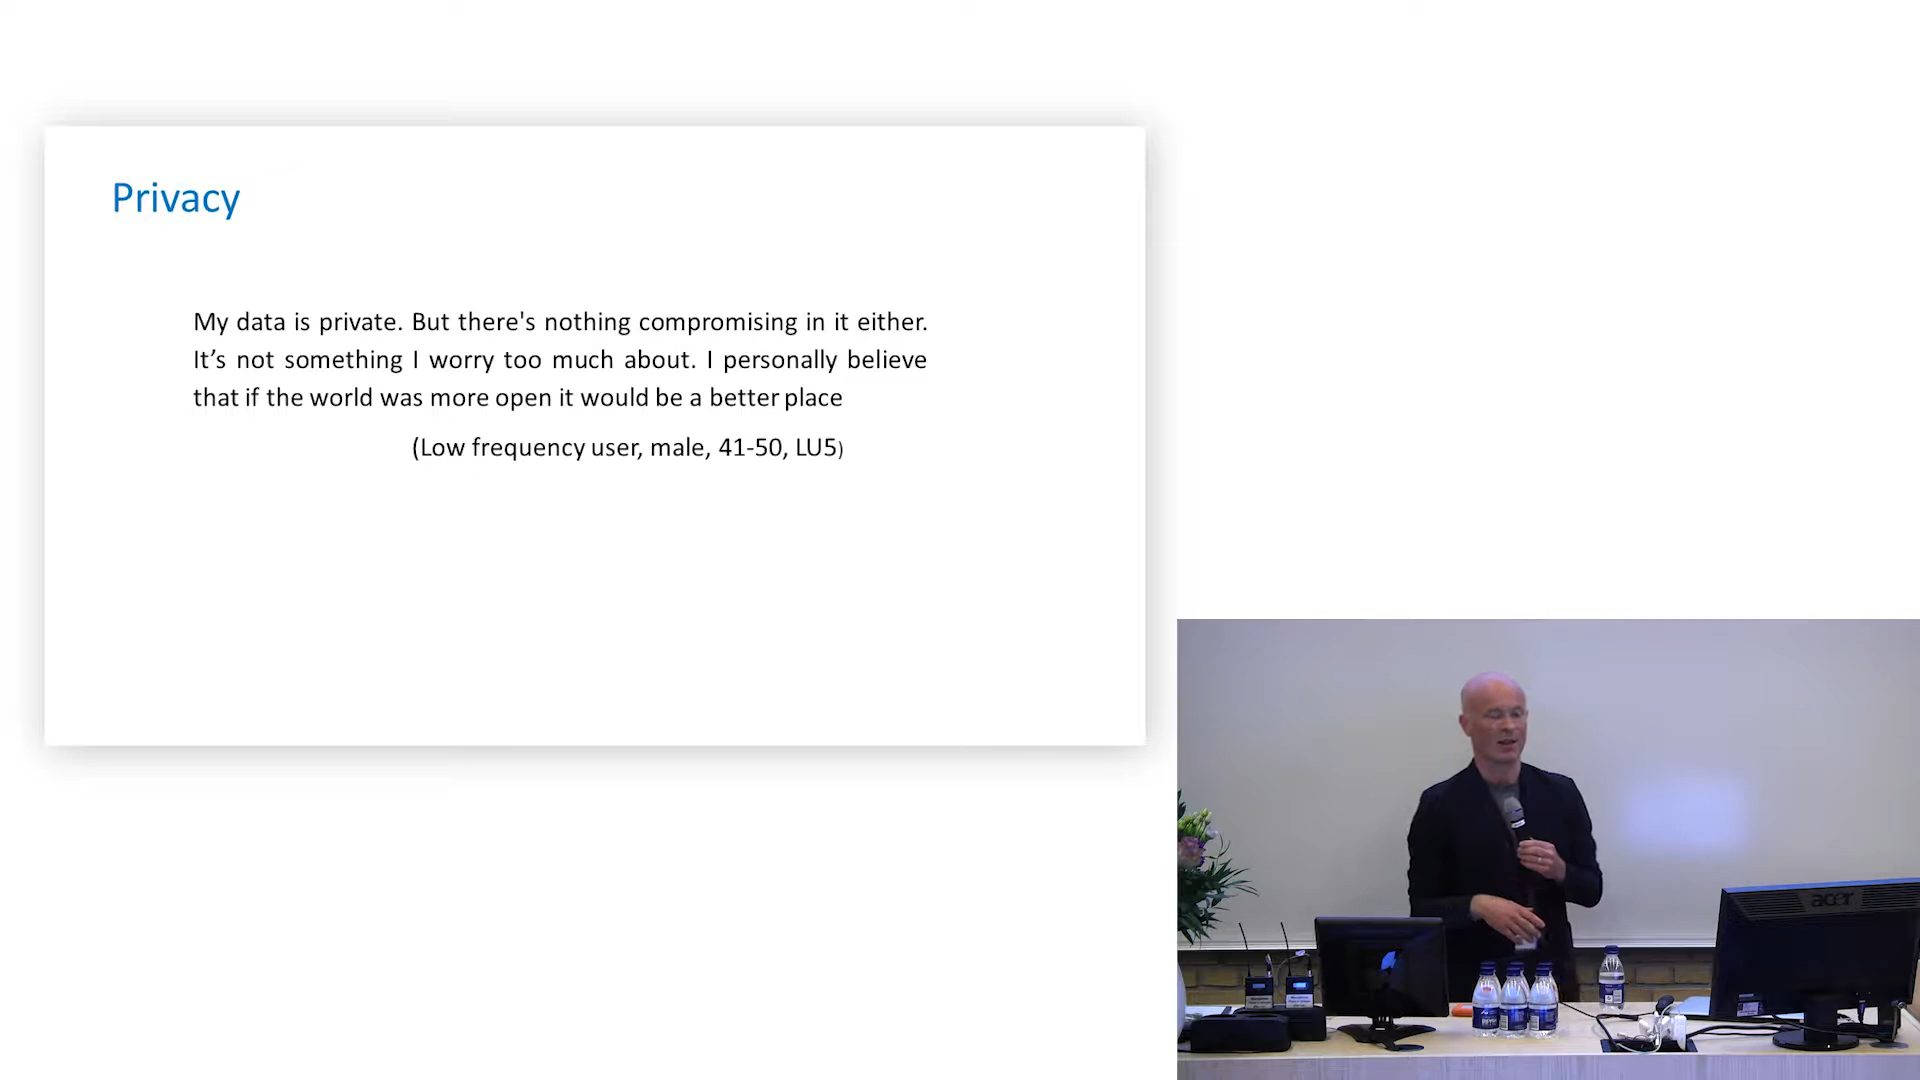 Privacy
My data is private. But there's nothing compromising in it either.
It’s not something I worry too much about. I personally believe
that if the world was more open it would be a better place
(Low frequency user, male, 41-50, LU5)
acer